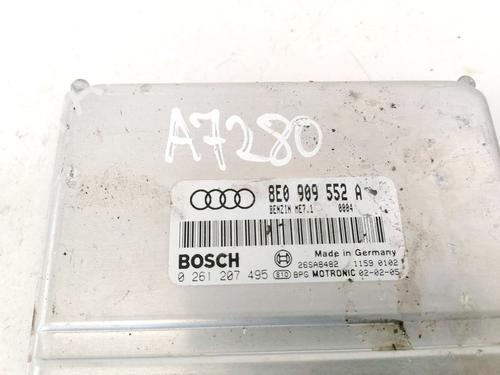 A7280
8E0 909 552 A
BENZIN ME7.1 0004
Made in Germany
BOSCH 26SA8482 1159 0102
0 261 207 495 BPG MOTRONIC 02-02-05